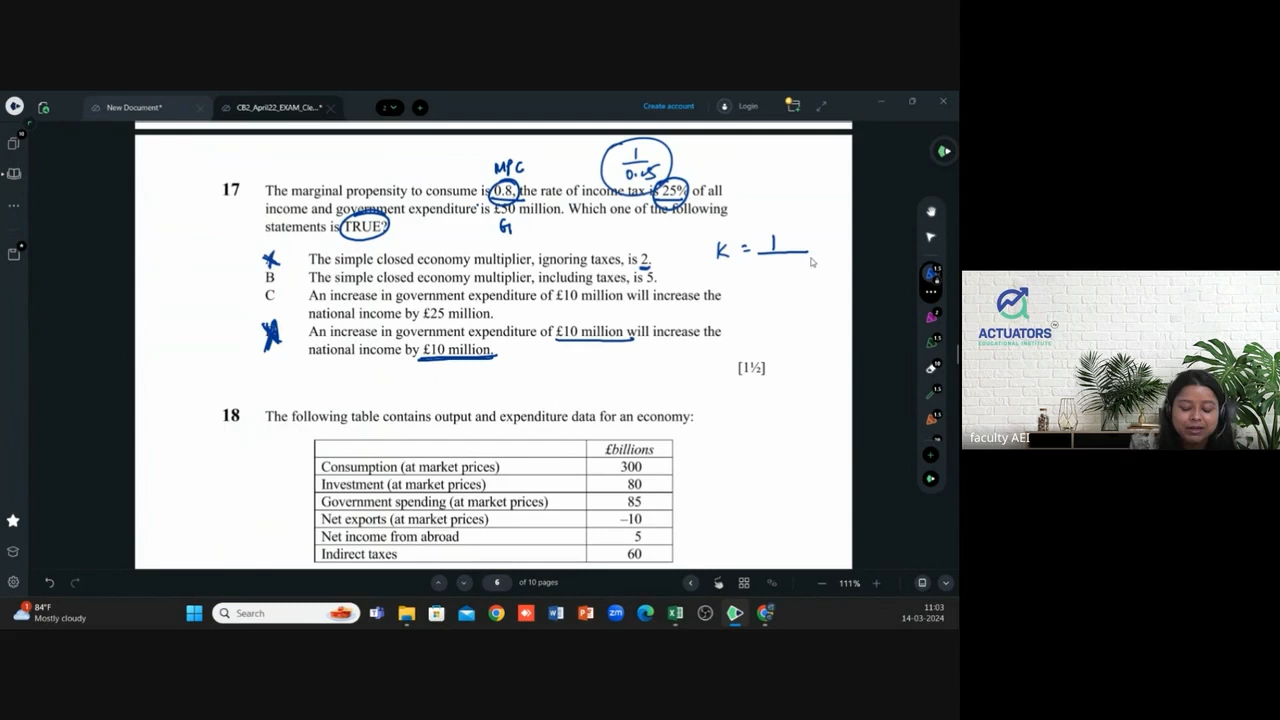 New Document*
CB2_April22_EXAM_Cle...*
2
Create account
Login
MPC
1
0.05
17 The marginal propensity to consume is 0.8, the rate of income tax is 25% of all
income and government expenditure is £50 million. Which one of the following
statements is TRUE?
G
K = 1
The simple closed economy multiplier, ignoring taxes, is 2.
B The simple closed economy multiplier, including taxes, is 5.
C An increase in government expenditure of £10 million will increase the
national income by £25 million.
An increase in government expenditure of £10 million will increase the
national income by £10 million.
[1½]
18 The following table contains output and expenditure data for an economy:
£billions
Consumption (at market prices) 300
Investment (at market prices) 80
Government spending (at market prices) 85
Net exports (at market prices) –10
Net income from abroad 5
Indirect taxes 60
6 of 10 pages
111%
84°F
Mostly cloudy
Search
11:03
14-03-2024
ACTUATORS
EDUCATIONAL INSTITUTE
faculty AEI